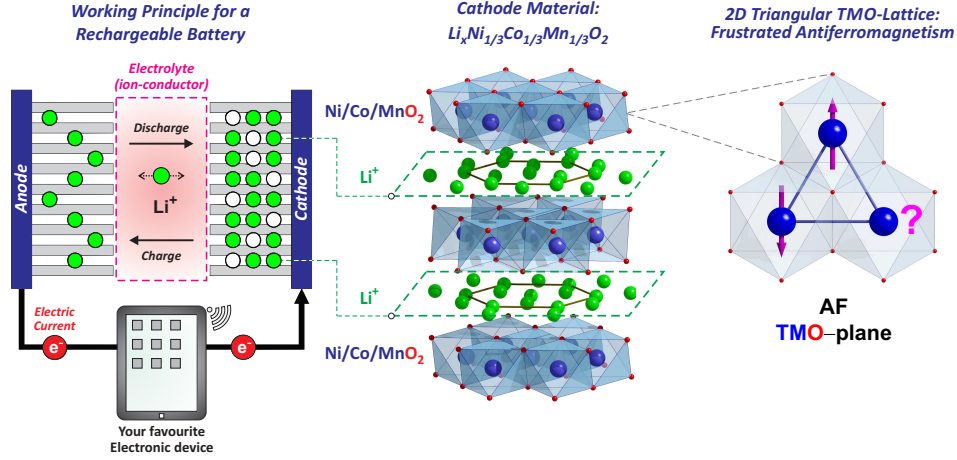 Working Principle for a
Rechargeable Battery
Electrolyte
(ion-conductor)
Discharge
Li⁺
Charge
Anode
Cathode
Electric
Current
e⁻
e⁻
Your favourite
Electronic device
Cathode Material:
LiₓNi₁/₃Co₁/₃Mn₁/₃O₂
Ni/Co/MnO₂
Li⁺
Li⁺
Ni/Co/MnO₂
2D Triangular TMO-Lattice:
Frustrated Antiferromagnetism
?
AF
TMO–plane